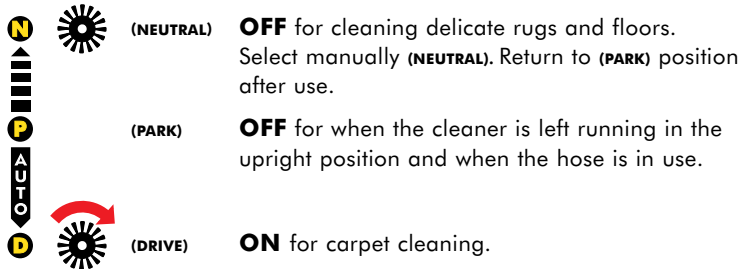 N (NEUTRAL) OFF for cleaning delicate rugs and floors.
Select manually (NEUTRAL). Return to (PARK) position
after use.
P (PARK) OFF for when the cleaner is left running in the
upright position and when the hose is in use.
AUTO
D (DRIVE) ON for carpet cleaning.